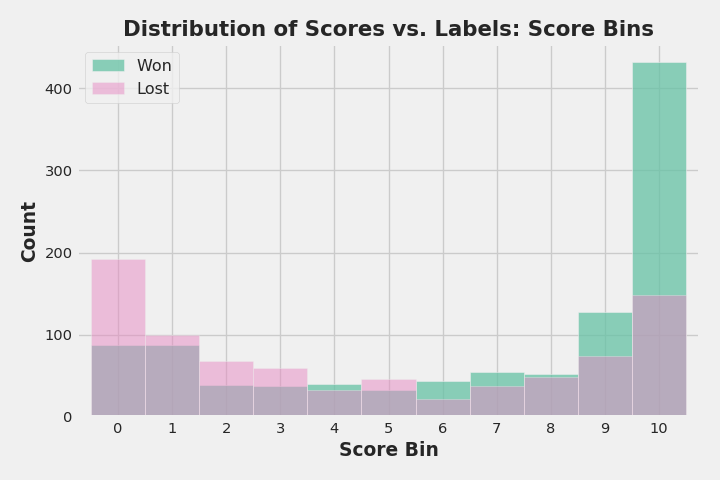 Distribution of Scores vs. Labels: Score Bins
Won
Lost
400
300
200
100
0
Count
0 1 2 3 4 5 6 7 8 9 10
Score Bin